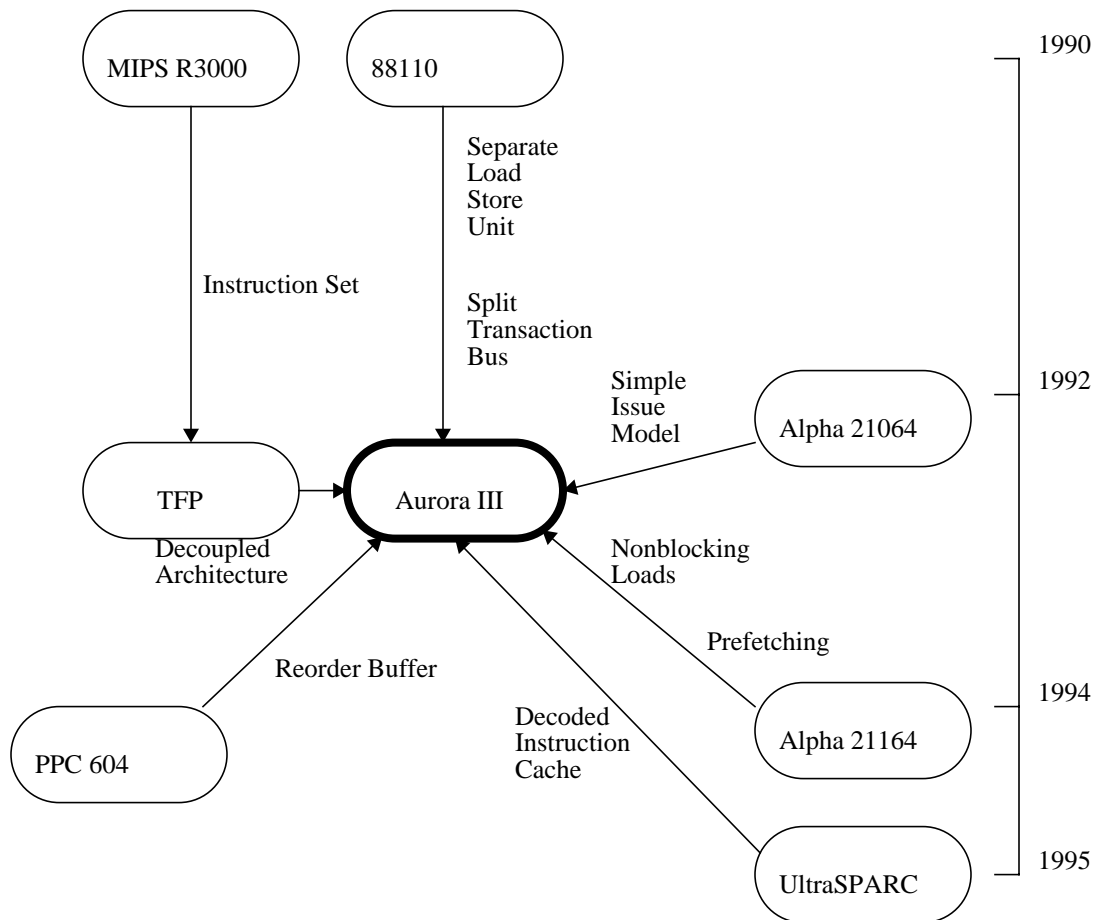 1990
MIPS R3000
88110
Separate
Load
Store
Unit
Instruction Set
Split
Transaction
Bus
1992
Simple
Issue
Model
Alpha 21064
TFP
Aurora III
Decoupled
Architecture
Nonblocking
Loads
Prefetching
Reorder Buffer
1994
Decoded
Instruction
Cache
Alpha 21164
PPC 604
1995
UltraSPARC